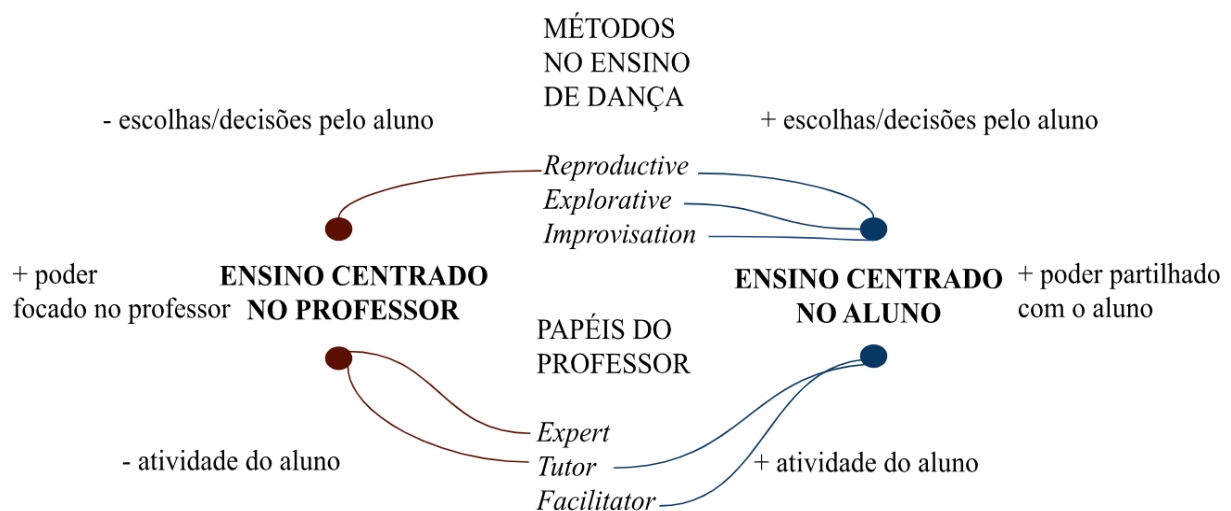 MÉTODOS
NO ENSINO
DE DANÇA
- escolhas/decisões pelo aluno
+ escolhas/decisões pelo aluno
Reproductive
Explorative
Improvisation
+ poder
focado no professor
ENSINO CENTRADO
NO PROFESSOR
ENSINO CENTRADO
NO ALUNO
+ poder partilhado
com o aluno
PAPÉIS DO
PROFESSOR
Expert
Tutor
Facilitator
- atividade do aluno
+ atividade do aluno